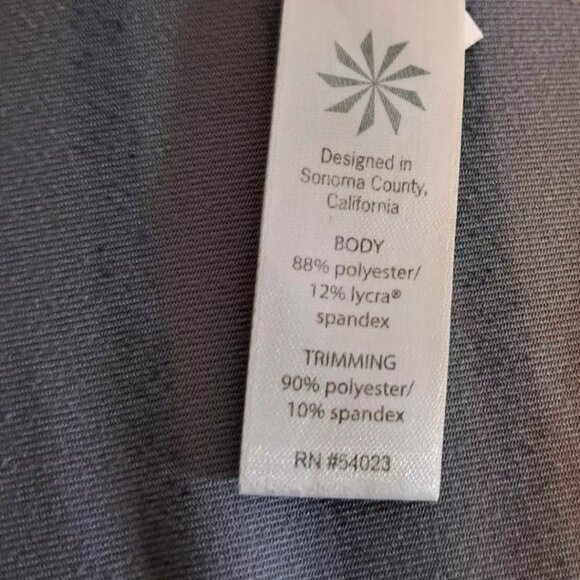 Designed in
Sonoma County,
California
BODY
88% polyester/
12% lycra®
spandex
TRIMMING
90% polyester/
10% spandex
RN #54023